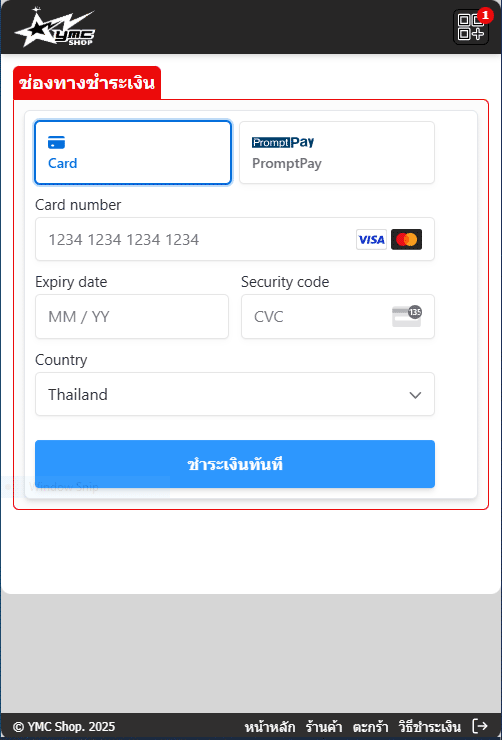 YMC
SHOP
1
ช่องทางชำระเงิน
Card
PromptPay
PromptPay
Card number
1234 1234 1234 1234
VISA
Expiry date
Security code
MM / YY
CVC
135
Country
Thailand
ชำระเงินทันที
Window Snip
© YMC Shop. 2025
หน้าหลัก ร้านค้า ตะกร้า วิธีชำระเงิน